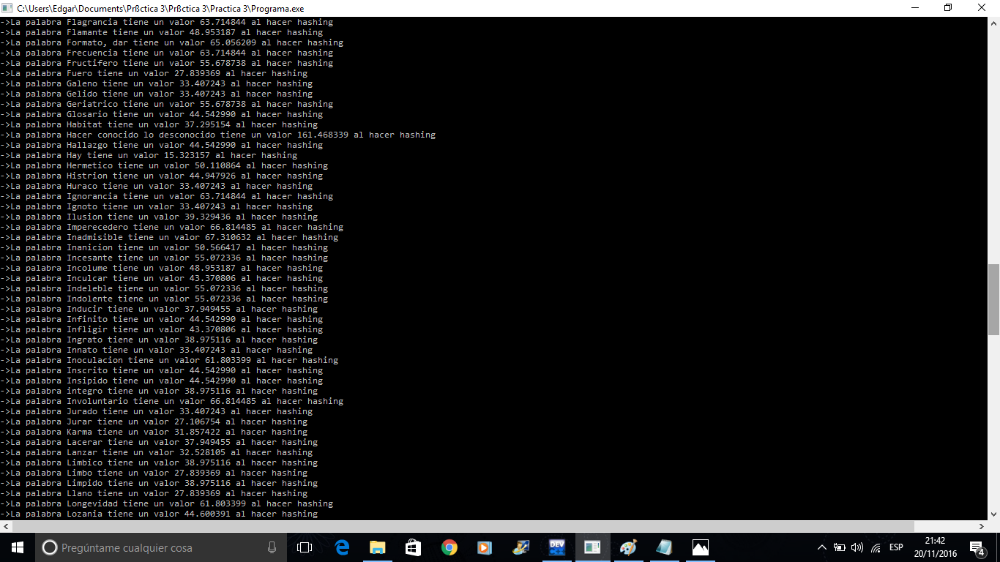 C:\Users\Edgar\Documents\Prßctica 3\Prßctica 3\Practica 3\Programa.exe
->La palabra Flagrancia tiene un valor 63.714844 al hacer hashing
->La palabra Flamante tiene un valor 48.953187 al hacer hashing
->La palabra Formato, dar tiene un valor 65.056209 al hacer hashing
->La palabra Frecuencia tiene un valor 63.714844 al hacer hashing
->La palabra Fructifero tiene un valor 55.678738 al hacer hashing
->La palabra Fuero tiene un valor 27.839369 al hacer hashing
->La palabra Galeno tiene un valor 33.407243 al hacer hashing
->La palabra Gelido tiene un valor 33.407243 al hacer hashing
->La palabra Geriatrico tiene un valor 55.678738 al hacer hashing
->La palabra Glosario tiene un valor 44.542990 al hacer hashing
->La palabra Habitat tiene un valor 37.295154 al hacer hashing
->La palabra Hacer conocido lo desconocido tiene un valor 161.468339 al hacer hashing
->La palabra Hallazgo tiene un valor 44.542990 al hacer hashing
->La palabra Hay tiene un valor 15.323157 al hacer hashing
->La palabra Hermetico tiene un valor 50.110864 al hacer hashing
->La palabra Histrion tiene un valor 44.947926 al hacer hashing
->La palabra Huraco tiene un valor 33.407243 al hacer hashing
->La palabra Ignorancia tiene un valor 63.714844 al hacer hashing
->La palabra Ignoto tiene un valor 33.407243 al hacer hashing
->La palabra Ilusion tiene un valor 39.329436 al hacer hashing
->La palabra Imperecedero tiene un valor 66.814485 al hacer hashing
->La palabra Inadmisible tiene un valor 67.310632 al hacer hashing
->La palabra Inanicion tiene un valor 50.566417 al hacer hashing
->La palabra Incesante tiene un valor 55.072336 al hacer hashing
->La palabra Incolume tiene un valor 48.953187 al hacer hashing
->La palabra Inculcar tiene un valor 43.370806 al hacer hashing
->La palabra Indeleble tiene un valor 55.072336 al hacer hashing
->La palabra Indolente tiene un valor 55.072336 al hacer hashing
->La palabra Inducir tiene un valor 37.949455 al hacer hashing
->La palabra Infinito tiene un valor 44.542990 al hacer hashing
->La palabra Infligir tiene un valor 43.370806 al hacer hashing
->La palabra Ingrato tiene un valor 38.975116 al hacer hashing
->La palabra Innato tiene un valor 33.407243 al hacer hashing
->La palabra Inoculacion tiene un valor 61.803399 al hacer hashing
->La palabra Inscrito tiene un valor 44.542990 al hacer hashing
->La palabra Insipido tiene un valor 44.542990 al hacer hashing
->La palabra integro tiene un valor 38.975116 al hacer hashing
->La palabra Involuntario tiene un valor 66.814485 al hacer hashing
->La palabra Jurado tiene un valor 33.407243 al hacer hashing
->La palabra Jurar tiene un valor 27.106754 al hacer hashing
->La palabra Karma tiene un valor 31.857422 al hacer hashing
->La palabra Lacerar tiene un valor 37.949455 al hacer hashing
->La palabra Lanzar tiene un valor 32.528105 al hacer hashing
->La palabra Limbico tiene un valor 38.975116 al hacer hashing
->La palabra Limbo tiene un valor 27.839369 al hacer hashing
->La palabra Limpido tiene un valor 38.975116 al hacer hashing
->La palabra Llano tiene un valor 27.839369 al hacer hashing
->La palabra Longevidad tiene un valor 61.803399 al hacer hashing
->La palabra Lozania tiene un valor 44.600391 al hacer hashing
Pregúntame cualquier cosa
DEV
ESP
21:42
20/11/2016
4